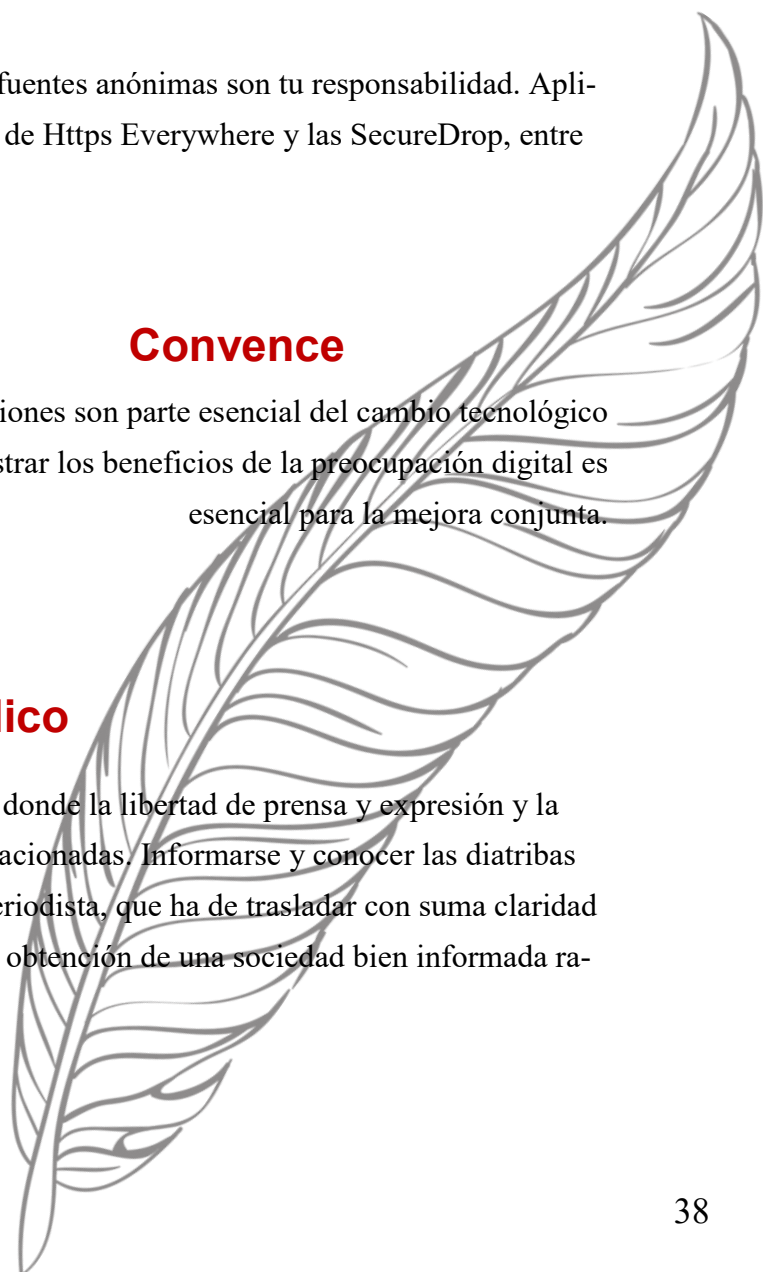 fuentes anónimas son tu responsabilidad. Apli-
de Https Everywhere y las SecureDrop, entre
Convence
iones son parte esencial del cambio tecnológico
strar los beneficios de la preocupación digital es
esencial para la mejora conjunta.
lico
donde la libertad de prensa y expresión y la
acionadas. Informarse y conocer las diatribas
eriodista, que ha de trasladar con suma claridad
obtención de una sociedad bien informada ra-
38